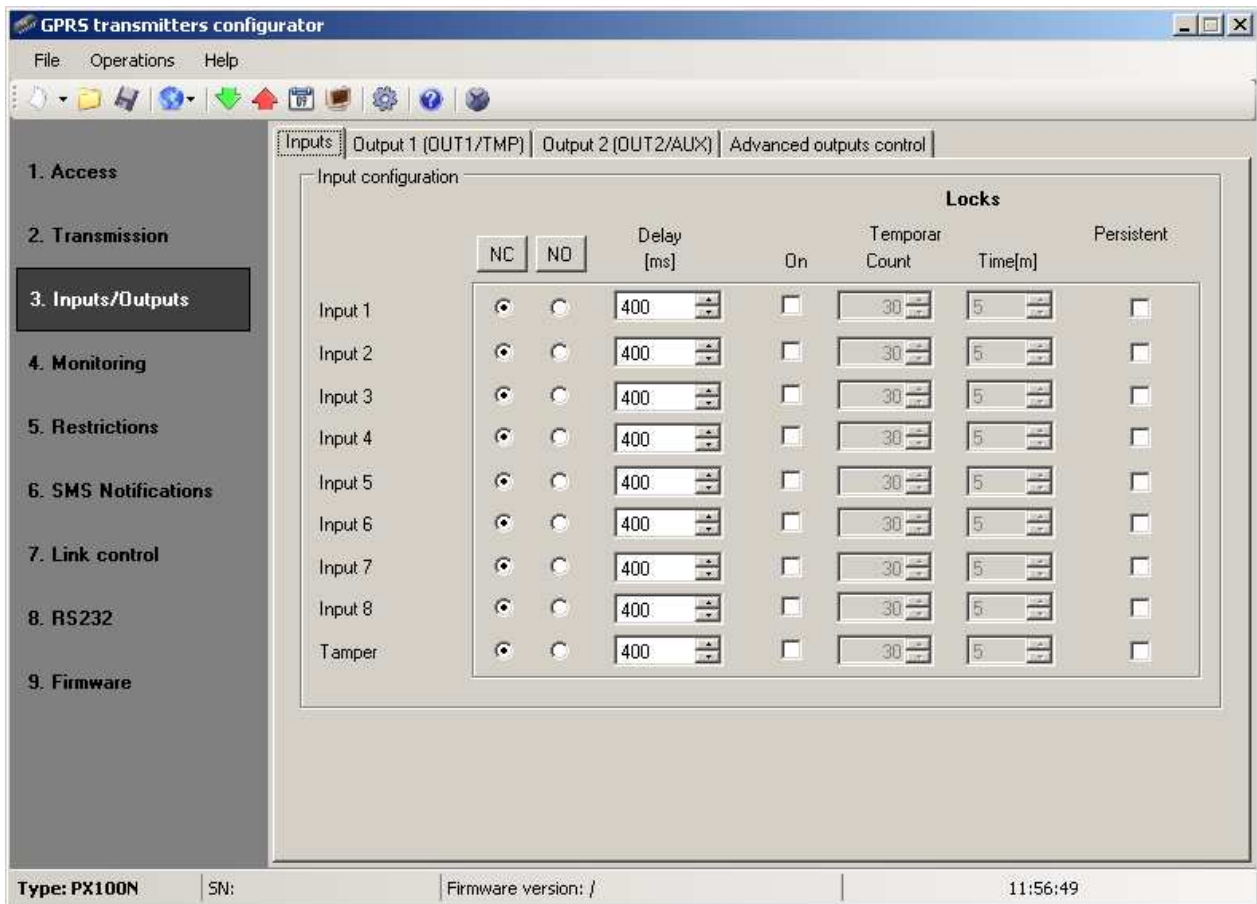 GPRS transmitters configurator
File Operations Help
Inputs Output 1 (OUT1/TMP) Output 2 (OUT2/AUX) Advanced outputs control
1. Access
2. Transmission
3. Inputs/Outputs
4. Monitoring
5. Restrictions
6. SMS Notifications
7. Link control
8. RS232
9. Firmware
Input configuration
Locks
NC NO Delay [ms] On Temporar Count Time[m] Persistent
Input 1 400 30 5
Input 2 400 30 5
Input 3 400 30 5
Input 4 400 30 5
Input 5 400 30 5
Input 6 400 30 5
Input 7 400 30 5
Input 8 400 30 5
Tamper 400 30 5
Type: PX100N SN: Firmware version: / 11:56:49